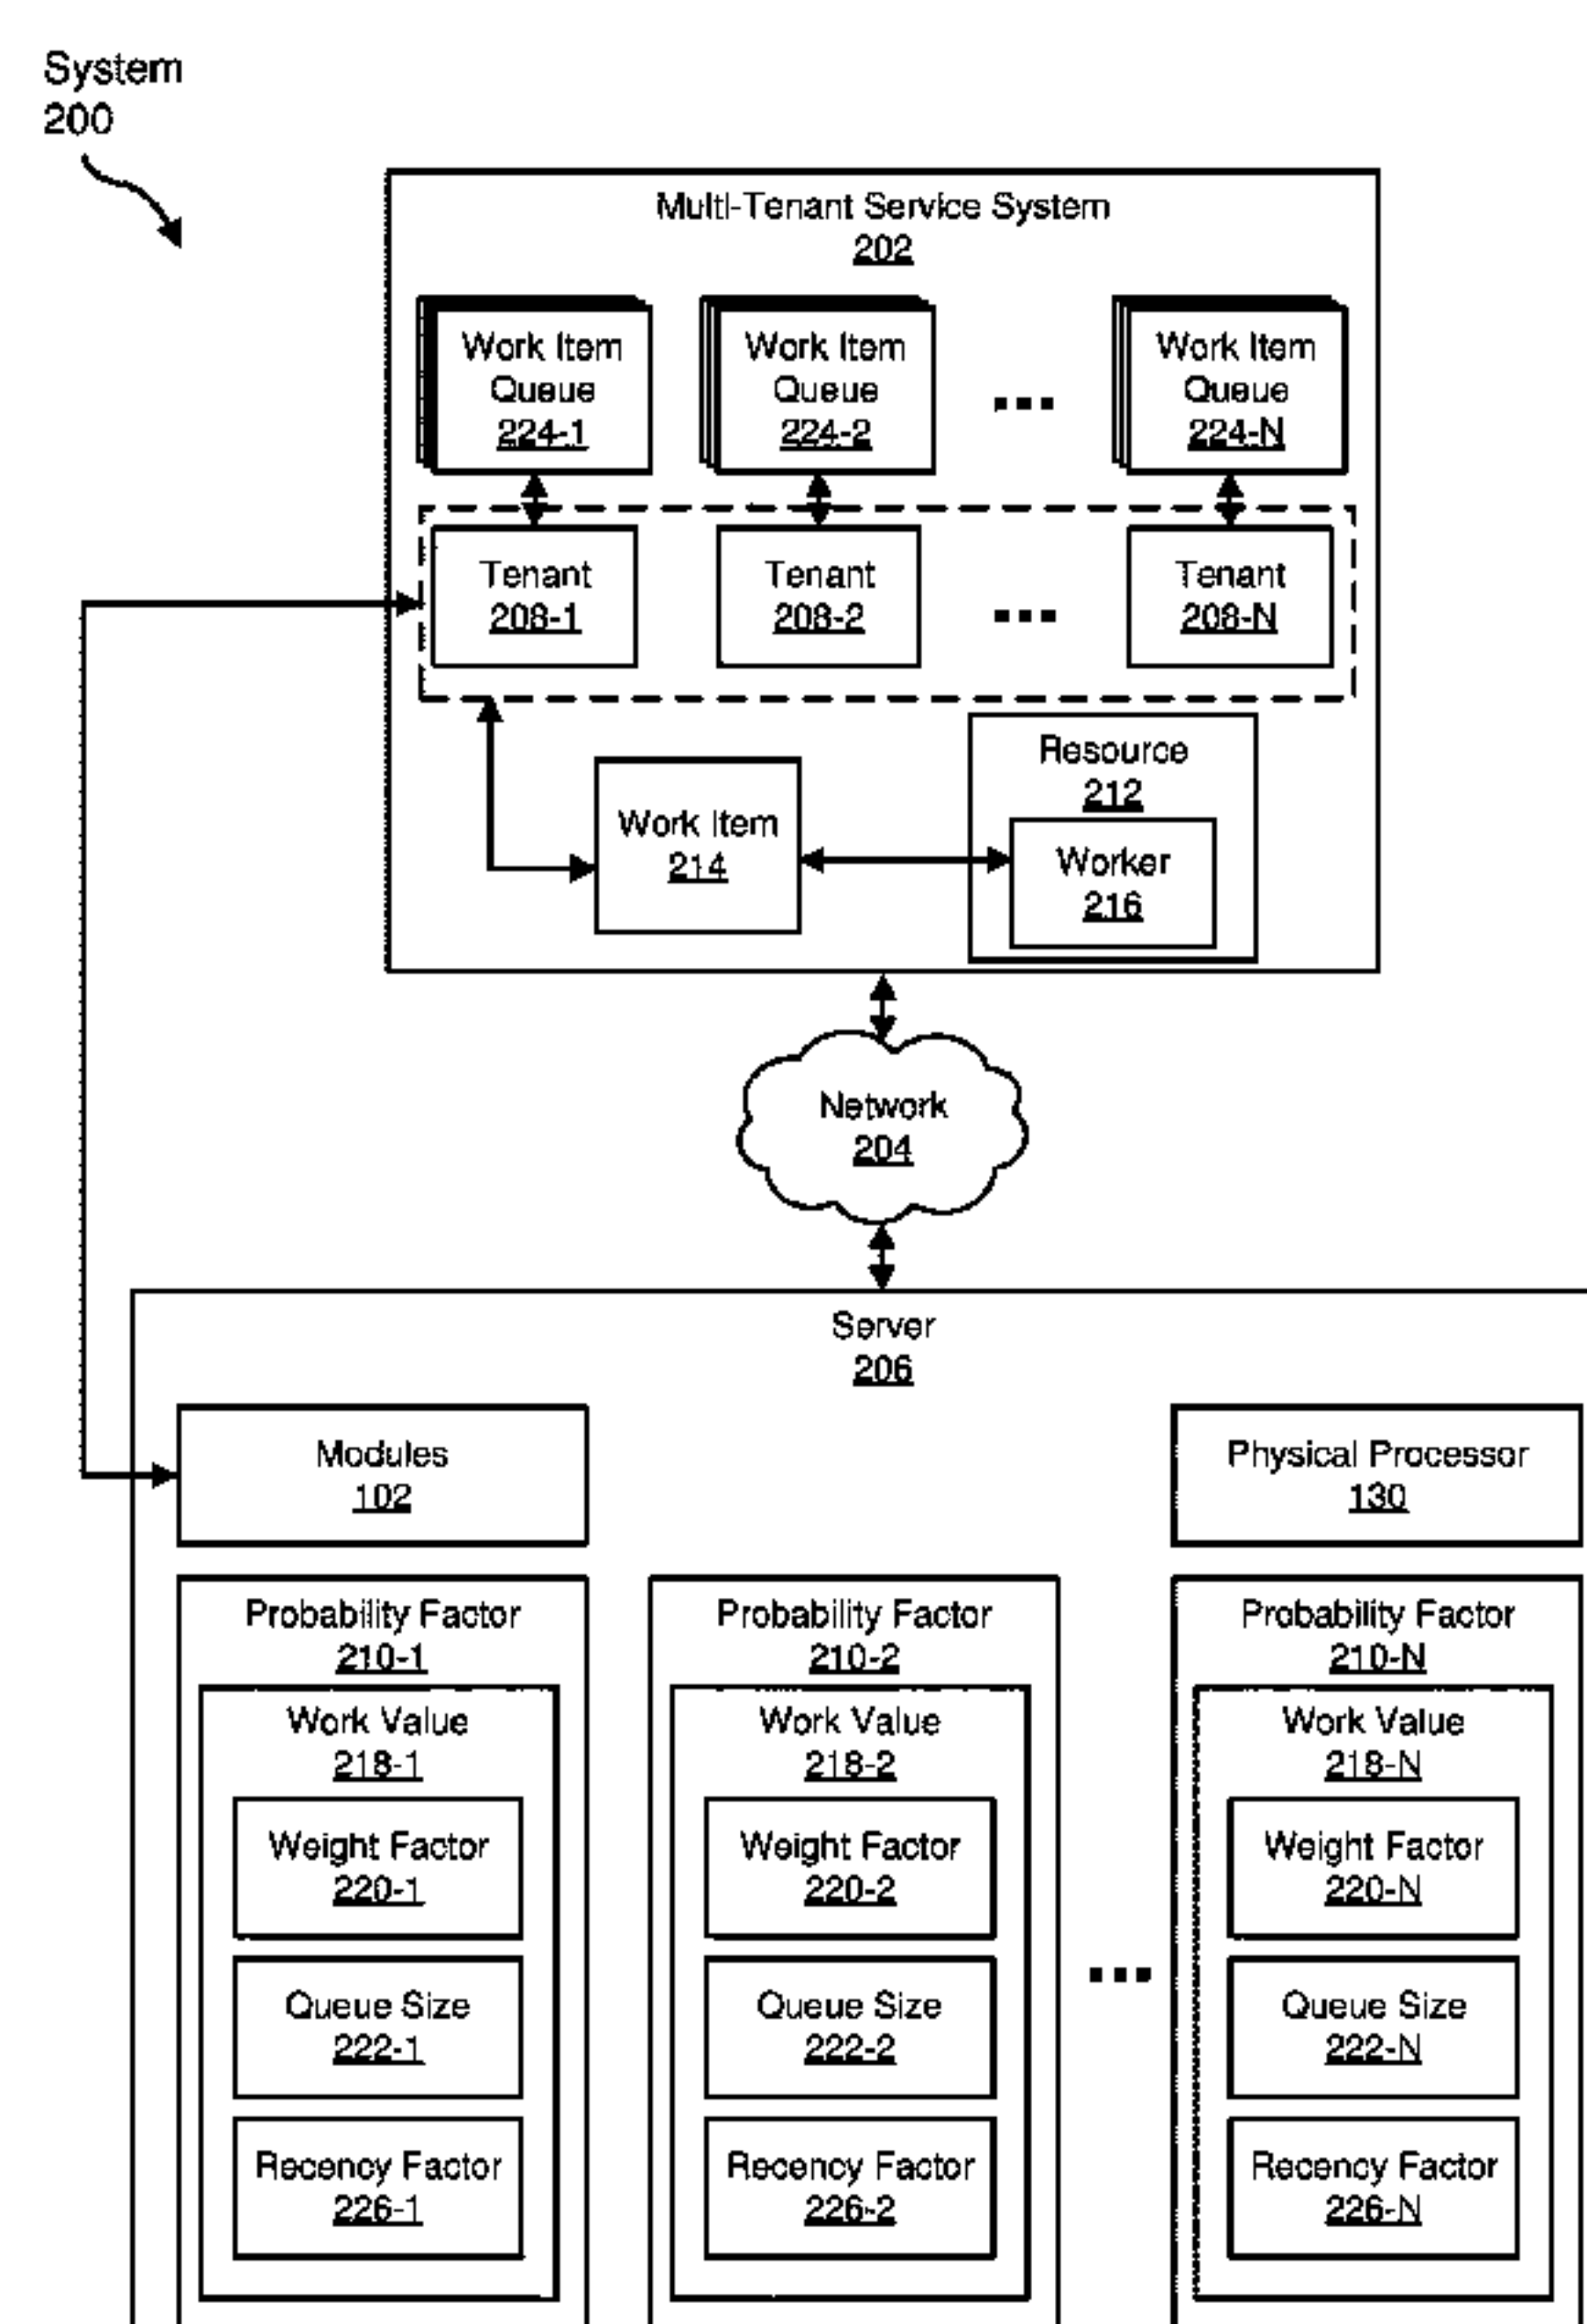 System
200
Multi-Tenant Service System
202
Work Item
Queue
224-1
Work Item
Queue
224-2
...
Work Item
Queue
224-N
Tenant
208-1
Tenant
208-2
...
Tenant
208-N
Resource
212
Work Item
214
Worker
216
Network
204
Server
206
Modules
102
Physical Processor
130
Probability Factor
210-1
Work Value
218-1
Weight Factor
220-1
Queue Size
222-1
Recency Factor
226-1
Probability Factor
210-2
Work Value
218-2
Weight Factor
220-2
Queue Size
222-2
Recency Factor
226-2
...
Probability Factor
210-N
Work Value
218-N
Weight Factor
220-N
Queue Size
222-N
Recency Factor
226-N